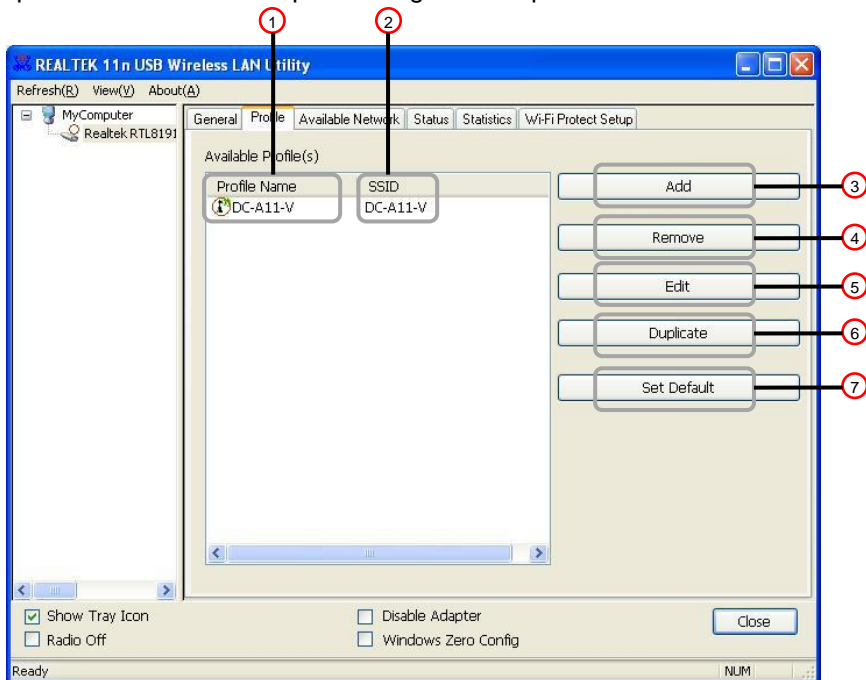 1 2
REALTEK 11n USB Wireless LAN Utility
Refresh(R) View(V) About(A)
MyComputer
Realtek RTL8191
General Profile Available Network Status Statistics Wi-Fi Protect Setup
Available Profile(s)
Profile Name SSID
DC-A11-V DC-A11-V
Add 3
Remove 4
Edit 5
Duplicate 6
Set Default 7
Show Tray Icon Disable Adapter
Radio Off Windows Zero Config
Close
Ready NUM